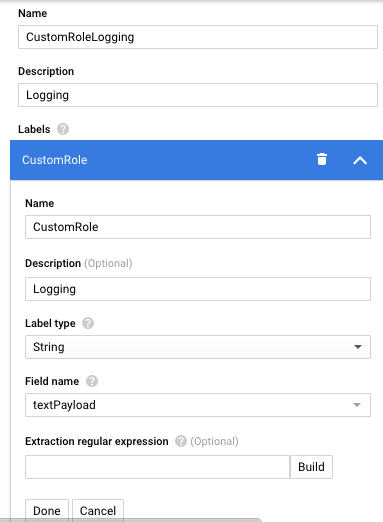 Name
CustomRoleLogging
Description
Logging
Labels ?
CustomRole
Name
CustomRole
Description (Optional)
Logging
Label type ?
String
Field name ?
textPayload
Extraction regular expression ? (Optional)
Build
Done Cancel